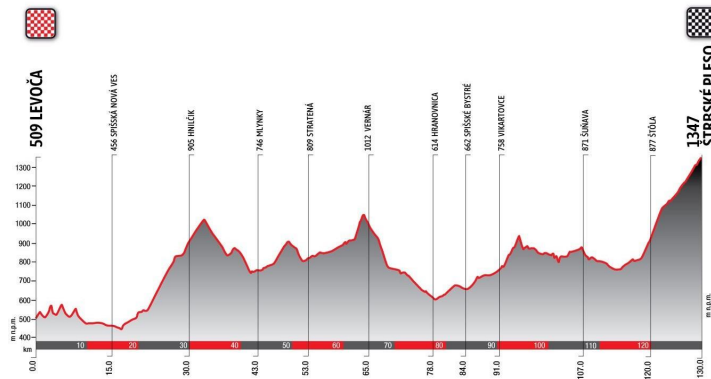 509 LEVOČA
456 SPIŠSKÁ NOVÁ VES
905 HNILČÍK
746 MLYNKY
809 STRATENÁ
1012 VERNÁR
614 HRANOVNICA
662 SPIŠSKÉ BYSTRÉ
758 VIKARTOVCE
871 ŠUŇAVA
877 ŠTÔLA
1347
ŠTRBSKÉ PLESO
1300
1200
1100
1000
900
800
700
600
500
400
m n.p.m.
m n.p.m.
km
10 20 30 40 50 60 70 80 90 100 110 120
0.0 15.0 30.0 43.0 53.0 65.0 78.0 84.0 91.0 107.0 120.0 130.0